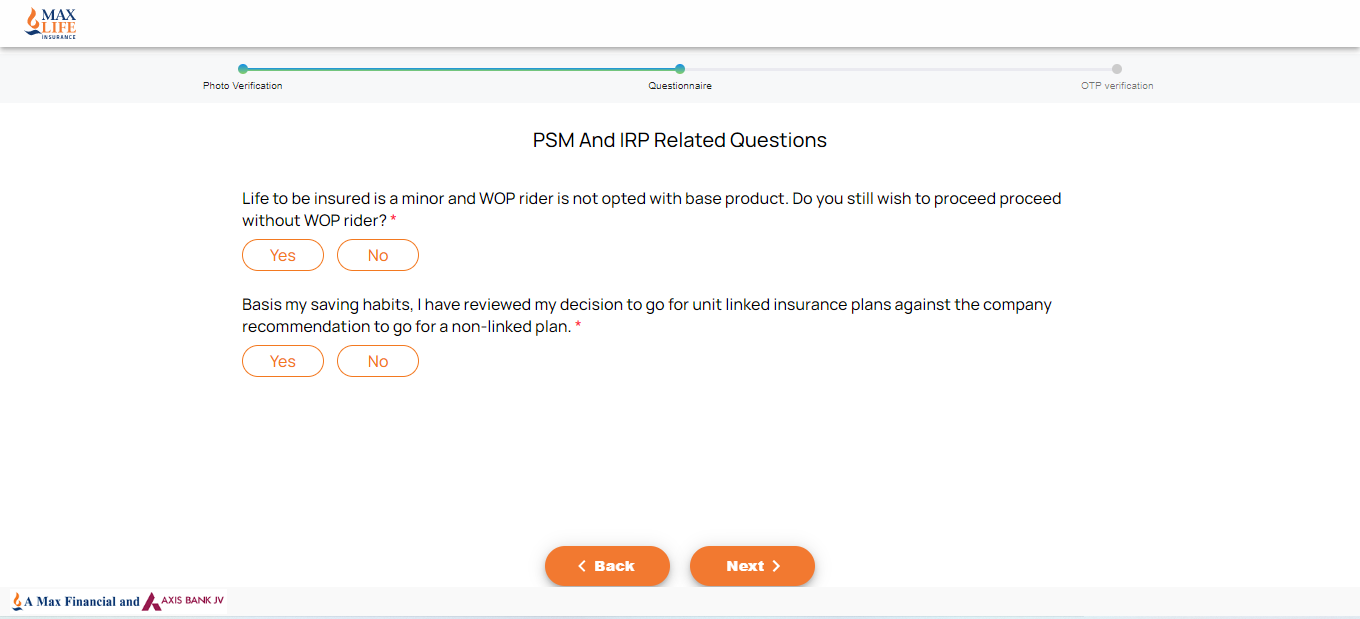 MAX
LIFE
INSURANCE
Photo Verification
Questionnaire
OTP verification
PSM And IRP Related Questions
Life to be insured is a minor and WOP rider is not opted with base product. Do you still wish to proceed proceed
without WOP rider? *
Yes
No
Basis my saving habits, I have reviewed my decision to go for unit linked insurance plans against the company
recommendation to go for a non-linked plan. *
Yes
No
Back
Next
A Max Financial and AXIS BANK JV